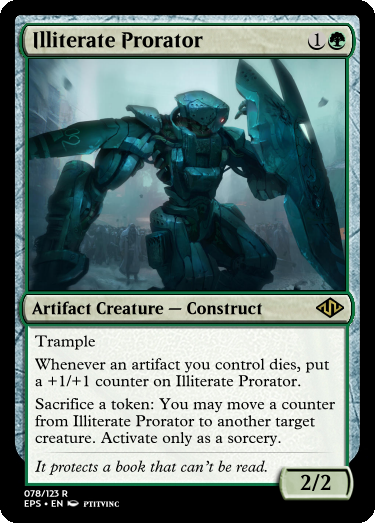 Illiterate Prorator 1
Artifact Creature — Construct
Trample
Whenever an artifact you control dies, put
a +1/+1 counter on Illiterate Prorator.
Sacrifice a token: You may move a counter
from Illiterate Prorator to another target
creature. Activate only as a sorcery.
It protects a book that can't be read.
2/2
078/123 R
EPS • EN PTITVINC